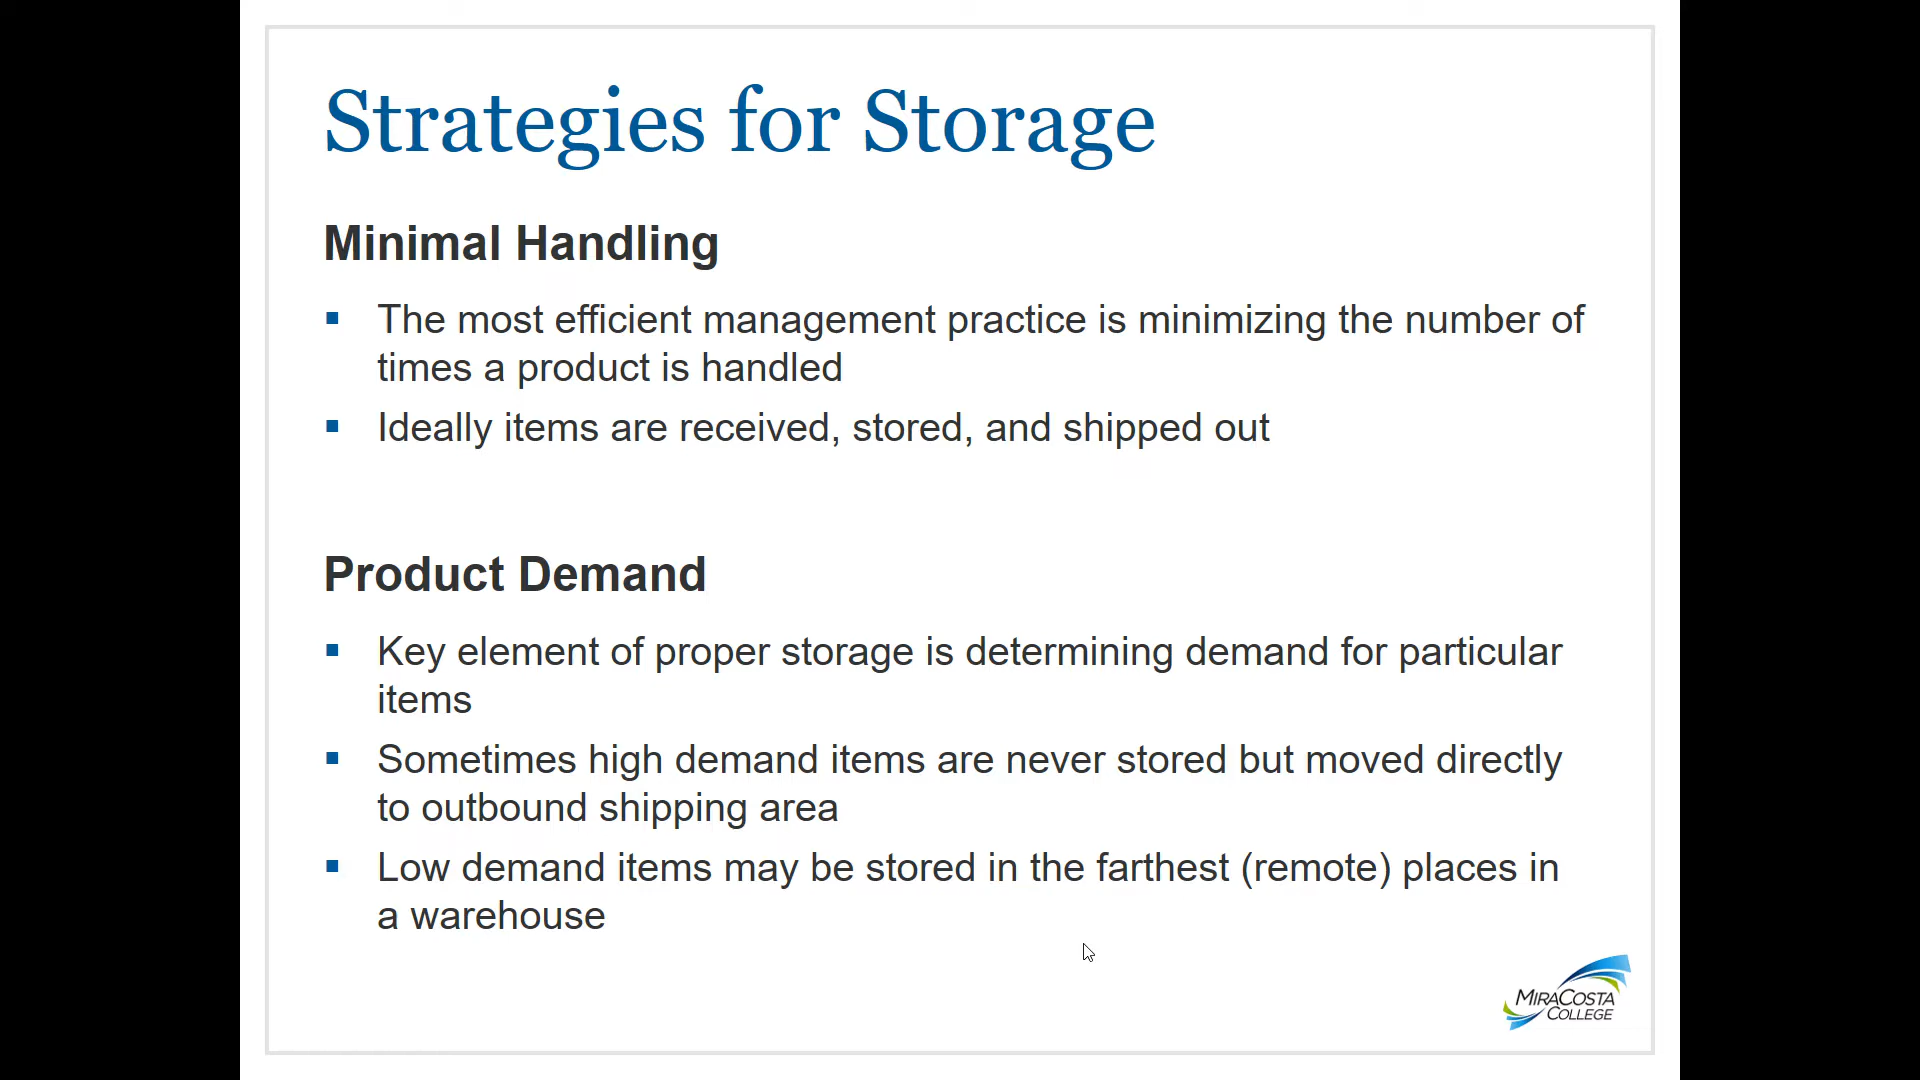 Strategies for Storage
Minimal Handling
▪ The most efficient management practice is minimizing the number of
times a product is handled
▪ Ideally items are received, stored, and shipped out
Product Demand
▪ Key element of proper storage is determining demand for particular
items
▪ Sometimes high demand items are never stored but moved directly
to outbound shipping area
▪ Low demand items may be stored in the farthest (remote) places in
a warehouse
MIRACOSTA
COLLEGE